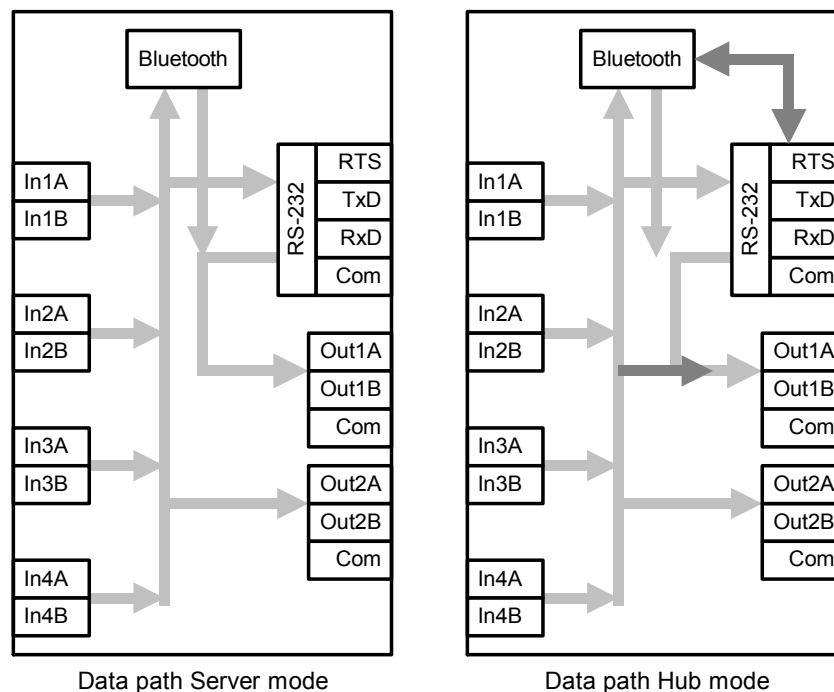 Bluetooth
RS-232
RTS
TxD
RxD
Com
In1A
In1B
In2A
In2B
In3A
In3B
In4A
In4B
Out1A
Out1B
Com
Out2A
Out2B
Com
Data path Server mode
Bluetooth
RS-232
RTS
TxD
RxD
Com
In1A
In1B
In2A
In2B
In3A
In3B
In4A
In4B
Out1A
Out1B
Com
Out2A
Out2B
Com
Data path Hub mode